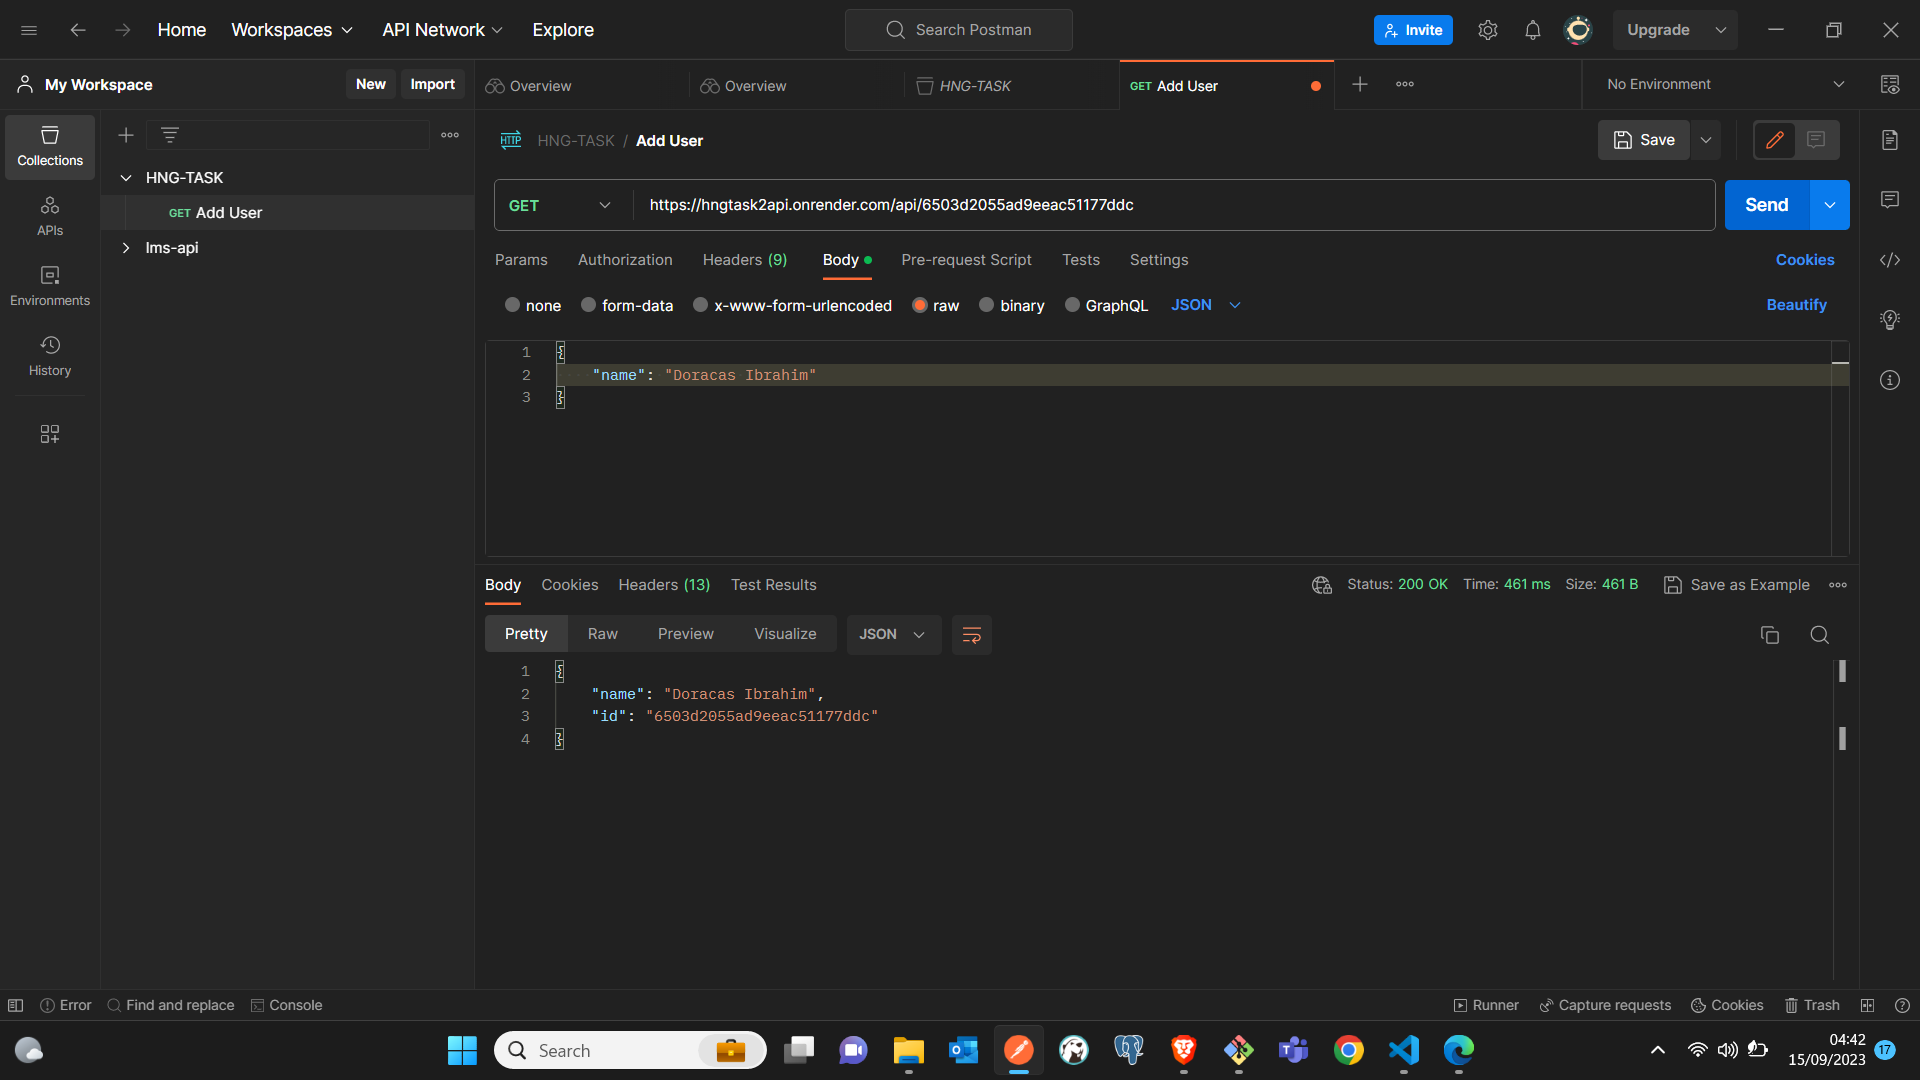 Home Workspaces API Network Explore Search Postman Invite Upgrade
My Workspace New Import Overview Overview HNG-TASK GET Add User No Environment
Collections
APIs
Environments
History
HNG-TASK
GET Add User
lms-api
HTTP HNG-TASK / Add User Save
GET https://hngtask2api.onrender.com/api/6503d2055ad9eeac51177ddc Send
Params Authorization Headers (9) Body Pre-request Script Tests Settings Cookies
none form-data x-www-form-urlencoded raw binary GraphQL JSON Beautify
1 {
2 "name": "Doracas Ibrahim"
3 }
Body Cookies Headers (13) Test Results Status: 200 OK Time: 461 ms Size: 461 B Save as Example
Pretty Raw Preview Visualize JSON
1 {
2 "name": "Doracas Ibrahim",
3 "id": "6503d2055ad9eeac51177ddc"
4 }
Error Find and replace Console Runner Capture requests Cookies Trash
Search 04:42
15/09/2023 17